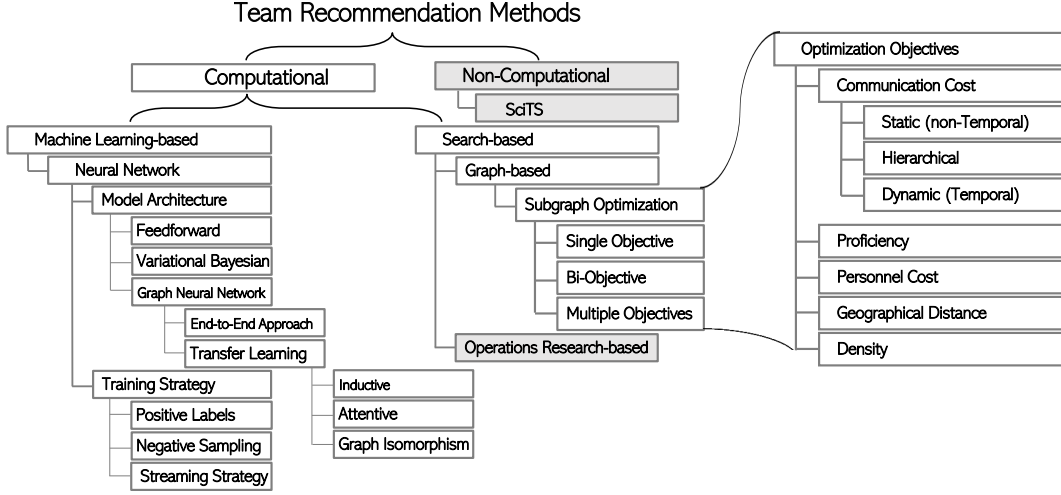 Team Recommendation Methods
Computational
Non-Computational
SciTS
Machine Learning-based
Neural Network
Model Architecture
Feedforward
Variational Bayesian
Graph Neural Network
End-to-End Approach
Transfer Learning
Inductive
Attentive
Graph Isomorphism
Training Strategy
Positive Labels
Negative Sampling
Streaming Strategy
Search-based
Graph-based
Subgraph Optimization
Single Objective
Bi-Objective
Multiple Objectives
Operations Research-based
Optimization Objectives
Communication Cost
Static (non-Temporal)
Hierarchical
Dynamic (Temporal)
Proficiency
Personnel Cost
Geographical Distance
Density